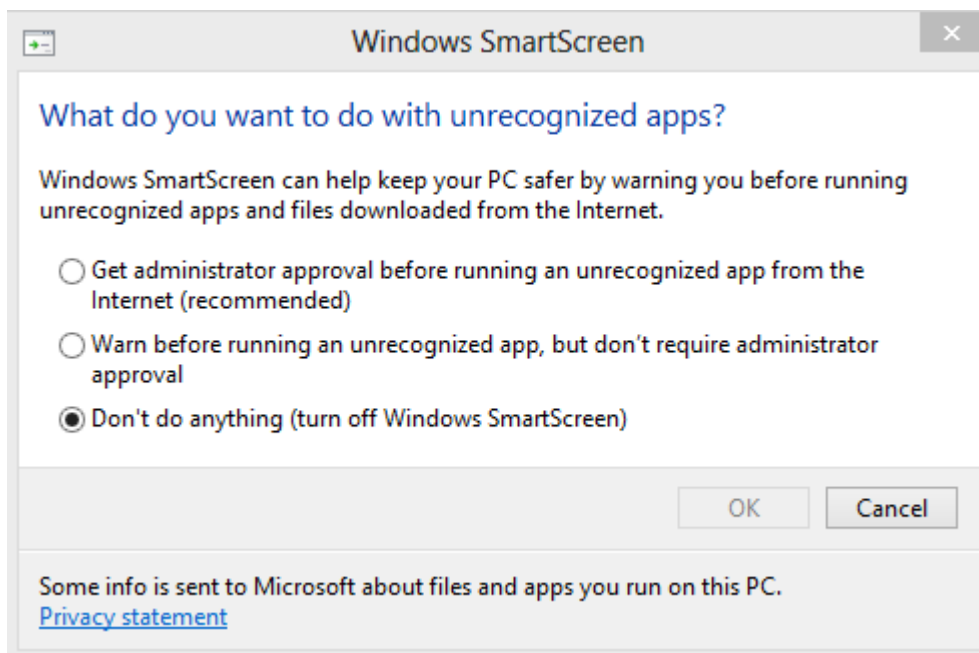 Windows SmartScreen
What do you want to do with unrecognized apps?
Windows SmartScreen can help keep your PC safer by warning you before running
unrecognized apps and files downloaded from the Internet.
Get administrator approval before running an unrecognized app from the
Internet (recommended)
Warn before running an unrecognized app, but don't require administrator
approval
Don't do anything (turn off Windows SmartScreen)
OK Cancel
Some info is sent to Microsoft about files and apps you run on this PC.
Privacy statement